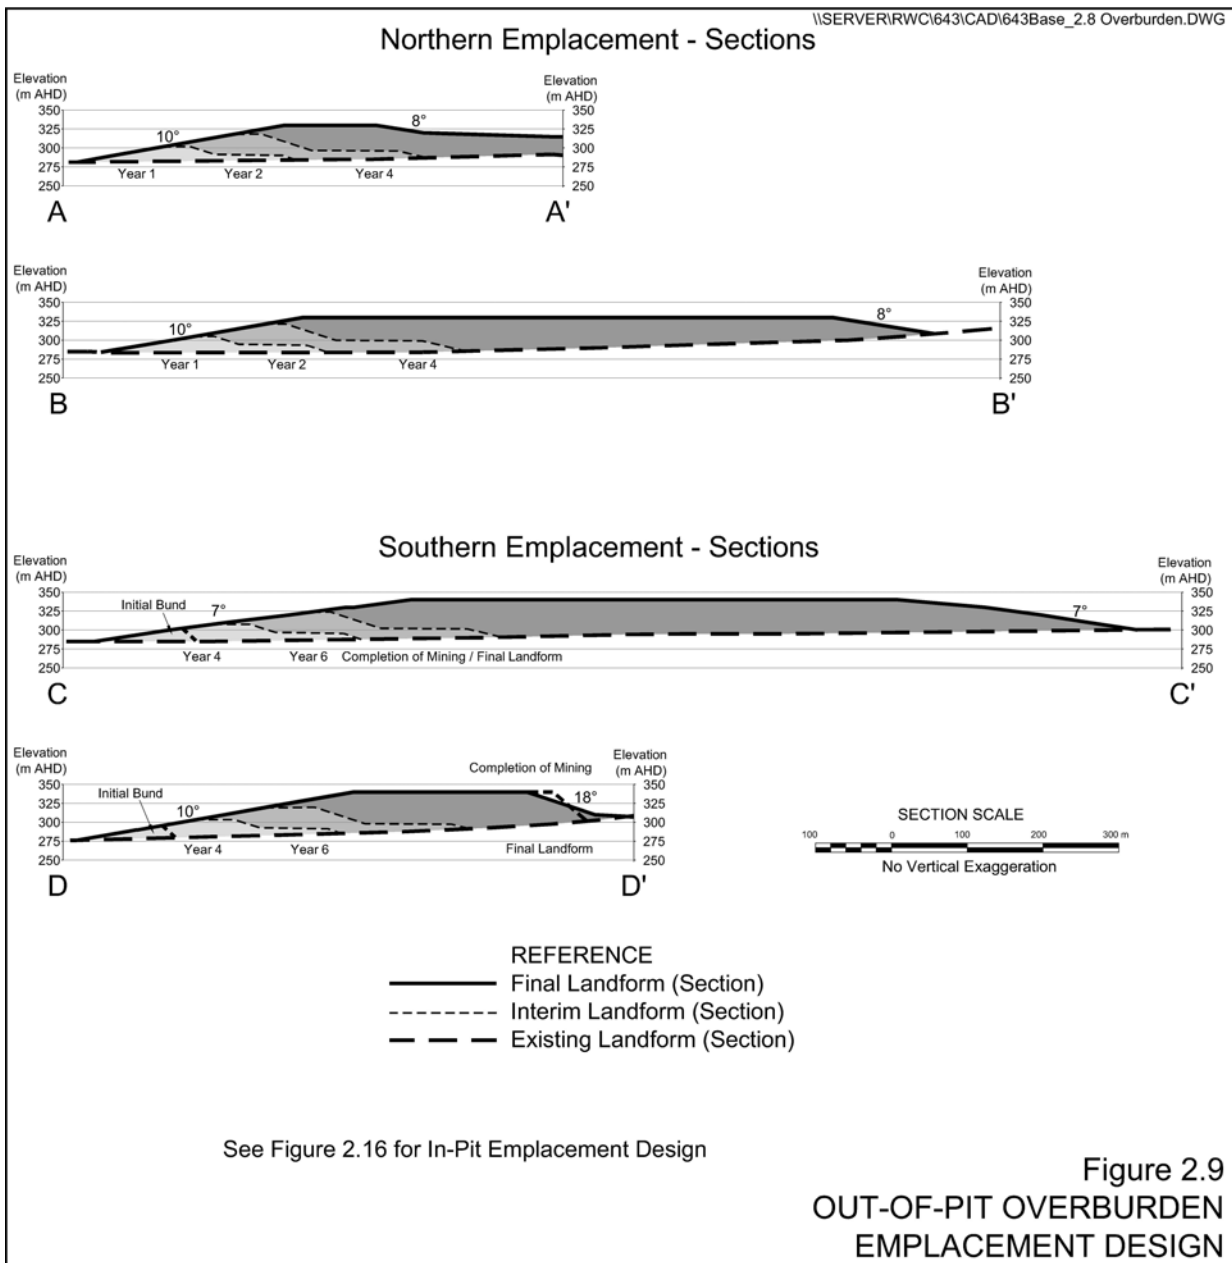 \\SERVER\RWC\643\CAD\643Base_2.8 Overburden.DWG
Northern Emplacement - Sections
Elevation
(m AHD)
Elevation
(m AHD)
350
325
300
275
250
10°
8°
350
325
300
275
250
Year 1
Year 2
Year 4
A
A'
Elevation
(m AHD)
Elevation
(m AHD)
350
325
300
275
250
10°
8°
350
325
300
275
250
Year 1
Year 2
Year 4
B
B'
Southern Emplacement - Sections
Elevation
(m AHD)
Elevation
(m AHD)
350
325
300
275
250
Initial Bund
7°
7°
350
325
300
275
250
Year 4
Year 6
Completion of Mining / Final Landform
C
C'
Elevation
(m AHD)
Completion of Mining
Elevation
(m AHD)
350
325
300
275
250
Initial Bund
10°
18°
350
325
300
275
250
Year 4
Year 6
Final Landform
D
D'
SECTION SCALE
100
0
100
200
300 m
No Vertical Exaggeration
REFERENCE
Final Landform (Section)
Interim Landform (Section)
Existing Landform (Section)
See Figure 2.16 for In-Pit Emplacement Design
Figure 2.9
OUT-OF-PIT OVERBURDEN
EMPLACEMENT DESIGN